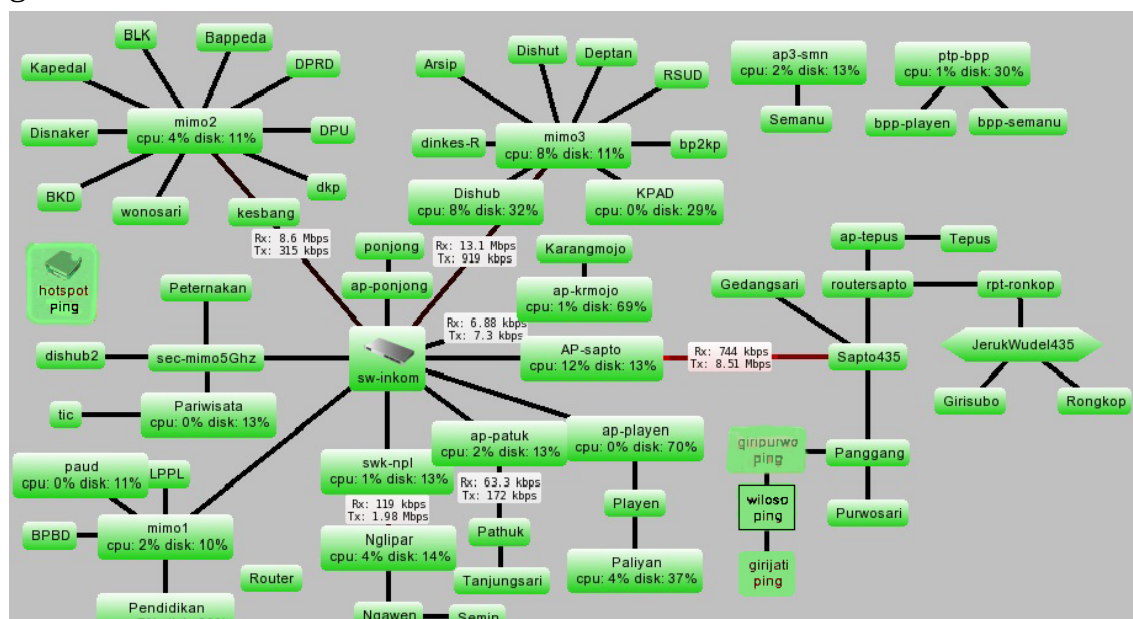 BLK
Bappeda
Kapedal
DPRD
mimo2
cpu: 4% disk: 11%
Disnaker
DPU
BKD
wonosari
kesbang
dkp
Rx: 8.6 Mbps
Tx: 315 kbps
Arsip
Dishut
Deptan
RSUD
dinkes-R
mimo3
cpu: 8% disk: 11%
bp2kp
Dishub
cpu: 8% disk: 32%
KPAD
cpu: 0% disk: 29%
Rx: 13.1 Mbps
Tx: 919 kbps
ap3-smn
cpu: 2% disk: 13%
Semanu
ptp-bpp
cpu: 1% disk: 30%
bpp-playen
bpp-semanu
hotspot
ping
Peternakan
ponjong
ap-ponjong
Karangmojo
ap-krmojo
cpu: 1% disk: 69%
ap-tepus
Tepus
Gedangsari
routersapto
rpt-ronkop
dishub2
sec-mimo5Ghz
sw-inkom
Rx: 6.88 kbps
Tx: 7.3 kbps
AP-sapto
cpu: 12% disk: 13%
Rx: 744 kbps
Tx: 8.51 Mbps
Sapto435
JerukWudel435
Girisubo
Rongkop
tic
Pariwisata
cpu: 0% disk: 13%
paud
cpu: 0% disk: 11%
LPPL
BPBD
mimo1
cpu: 2% disk: 10%
Router
Pendidikan
swk-npl
cpu: 1% disk: 13%
Rx: 119 kbps
Tx: 1.98 Mbps
Nglipar
cpu: 4% disk: 14%
Ngawen
Semin
ap-patuk
cpu: 2% disk: 13%
Rx: 63.3 kbps
Tx: 172 kbps
Pathuk
Tanjungsari
ap-playen
cpu: 0% disk: 70%
Playen
Paliyan
cpu: 4% disk: 37%
giripurwo
ping
Panggang
wiloso
ping
Purwosari
girijati
ping